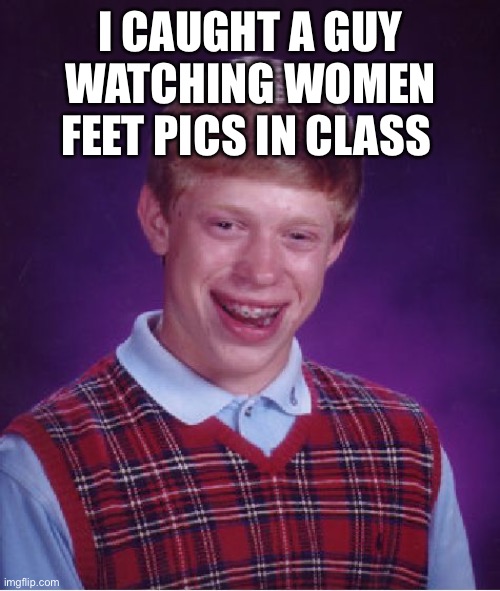 I CAUGHT A GUY
WATCHING WOMEN
FEET PICS IN CLASS
imgflip.com